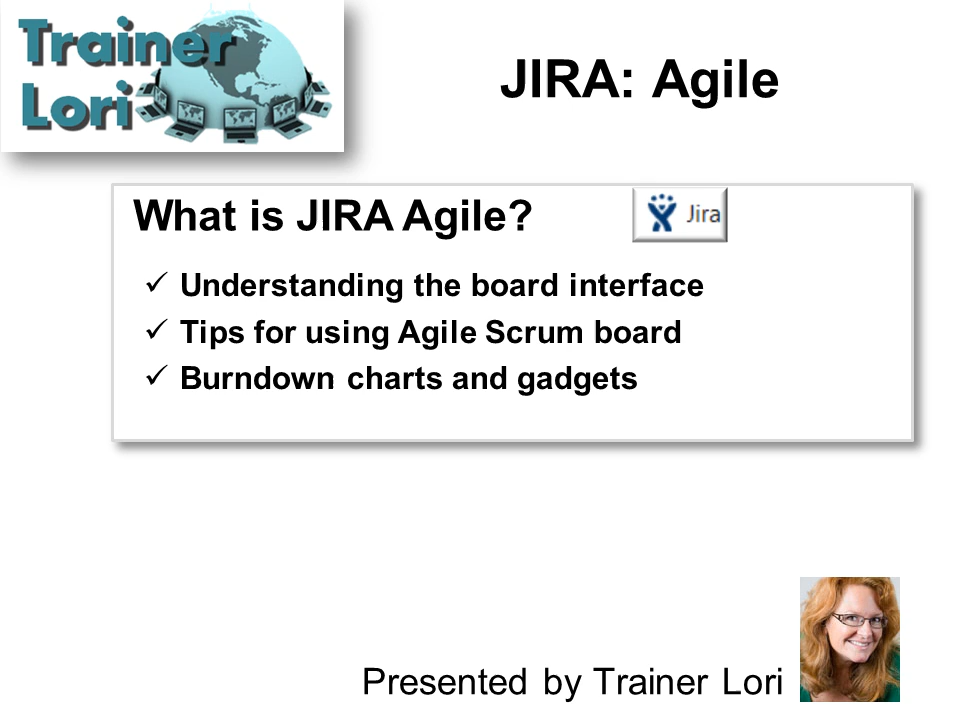 Trainer
Lori
JIRA: Agile
What is JIRA Agile?
Jira
✓ Understanding the board interface
✓ Tips for using Agile Scrum board
✓ Burndown charts and gadgets
Presented by Trainer Lori